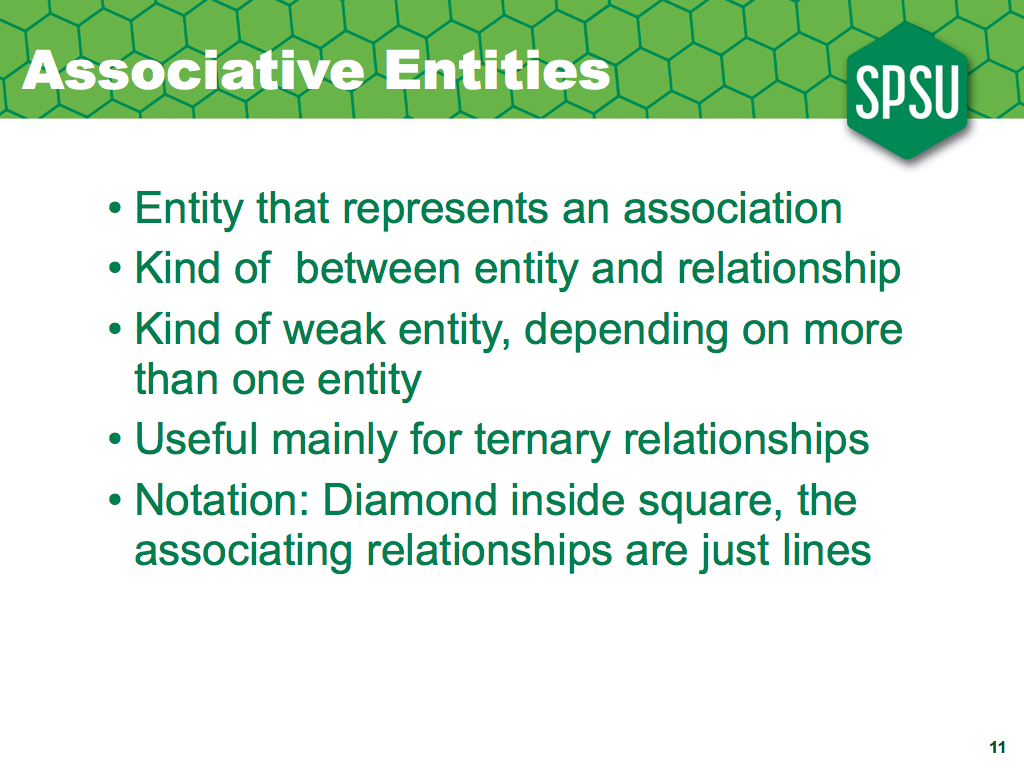 Associative Entities
SPSU
• Entity that represents an association
• Kind of  between entity and relationship
• Kind of weak entity, depending on more
than one entity
• Useful mainly for ternary relationships
• Notation: Diamond inside square, the
associating relationships are just lines
11